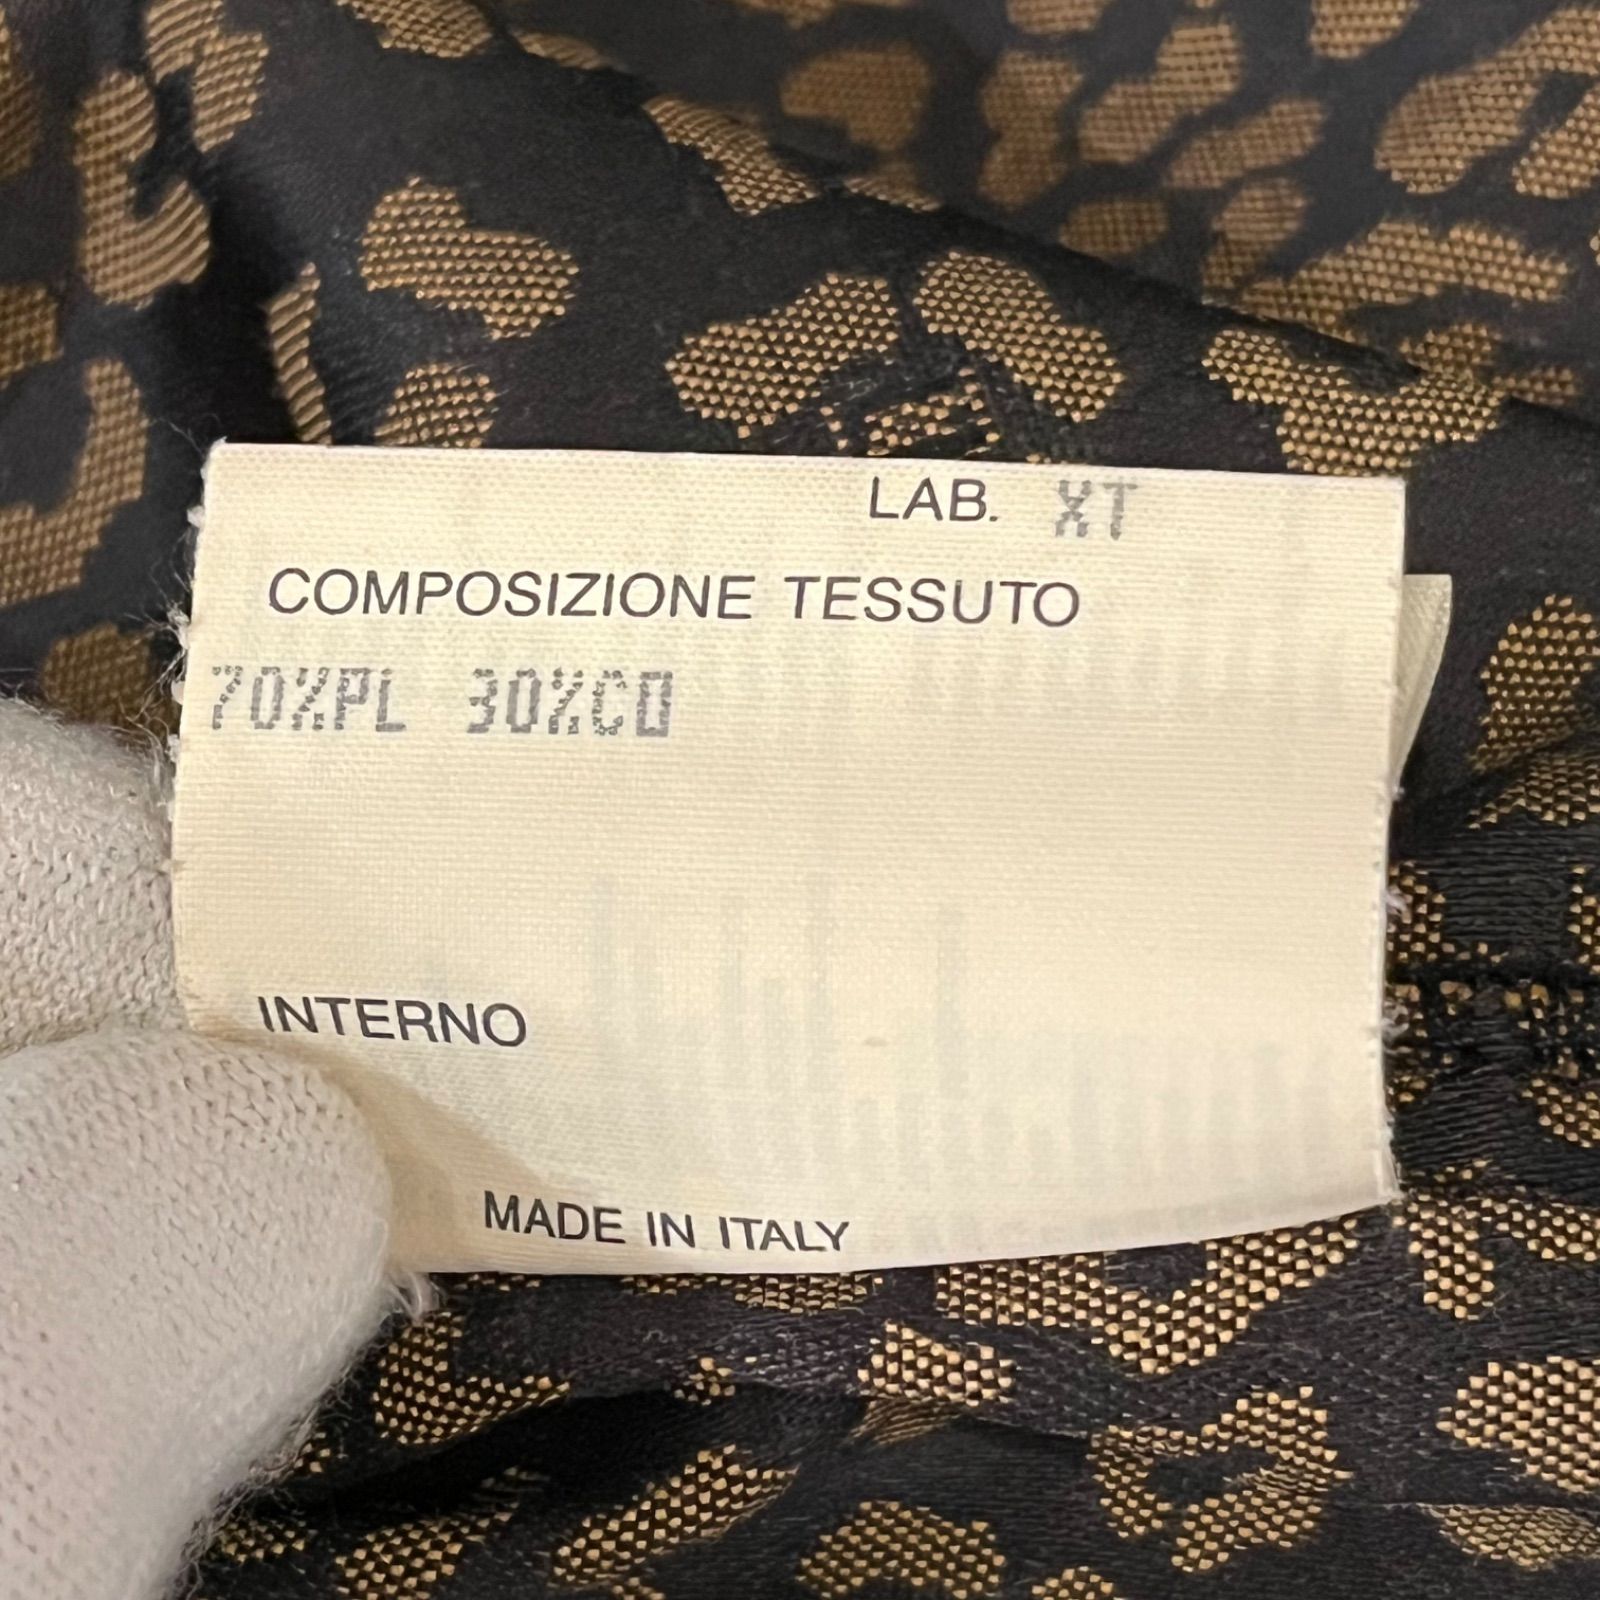 LAB. XT
COMPOSIZIONE TESSUTO
70%PL 30%CO
INTERNO
MADE IN ITALY